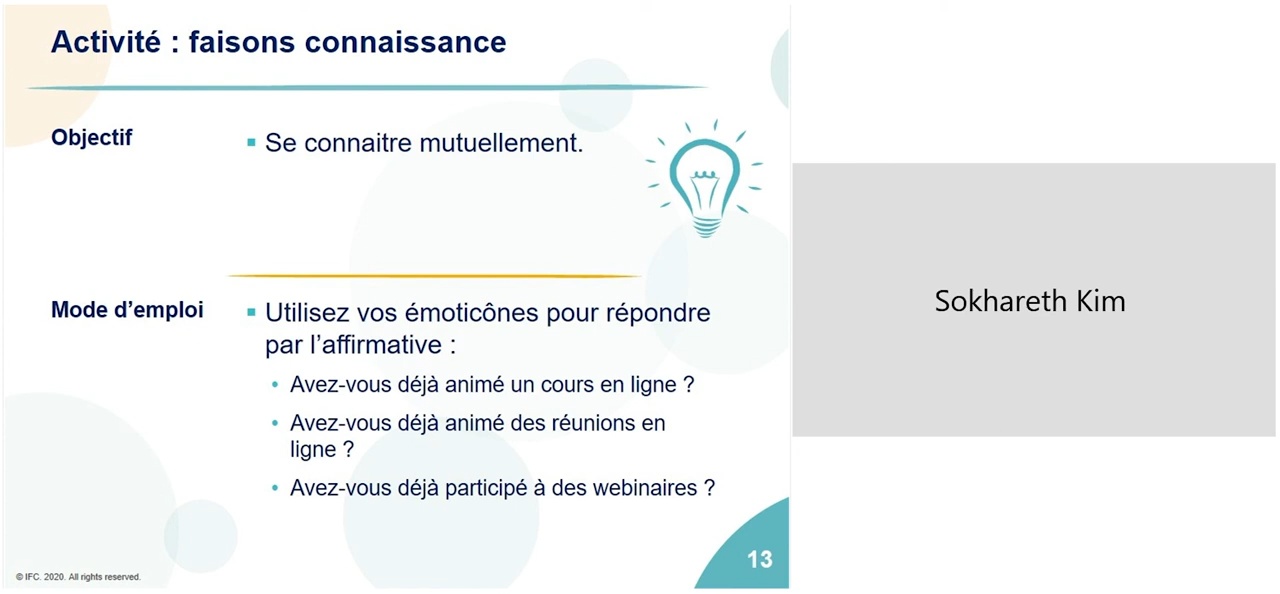 Activité : faisons connaissance
Objectif
▪ Se connaitre mutuellement.
Mode d’emploi
▪ Utilisez vos émoticônes pour répondre
par l’affirmative :
• Avez-vous déjà animé un cours en ligne ?
• Avez-vous déjà animé des réunions en
ligne ?
• Avez-vous déjà participé à des webinaires ?
13
© IFC. 2020. All rights reserved.
Sokhareth Kim